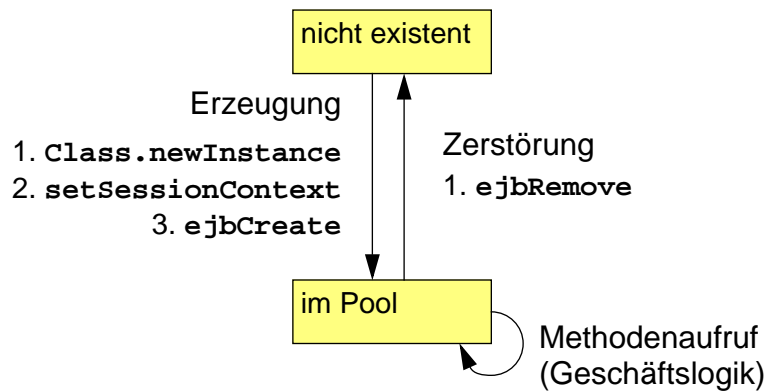 nicht existent
Erzeugung
1. Class.newInstance
2. setSessionContext
3. ejbCreate
Zerstörung
1. ejbRemove
im Pool
Methodenaufruf
(Geschäftslogik)